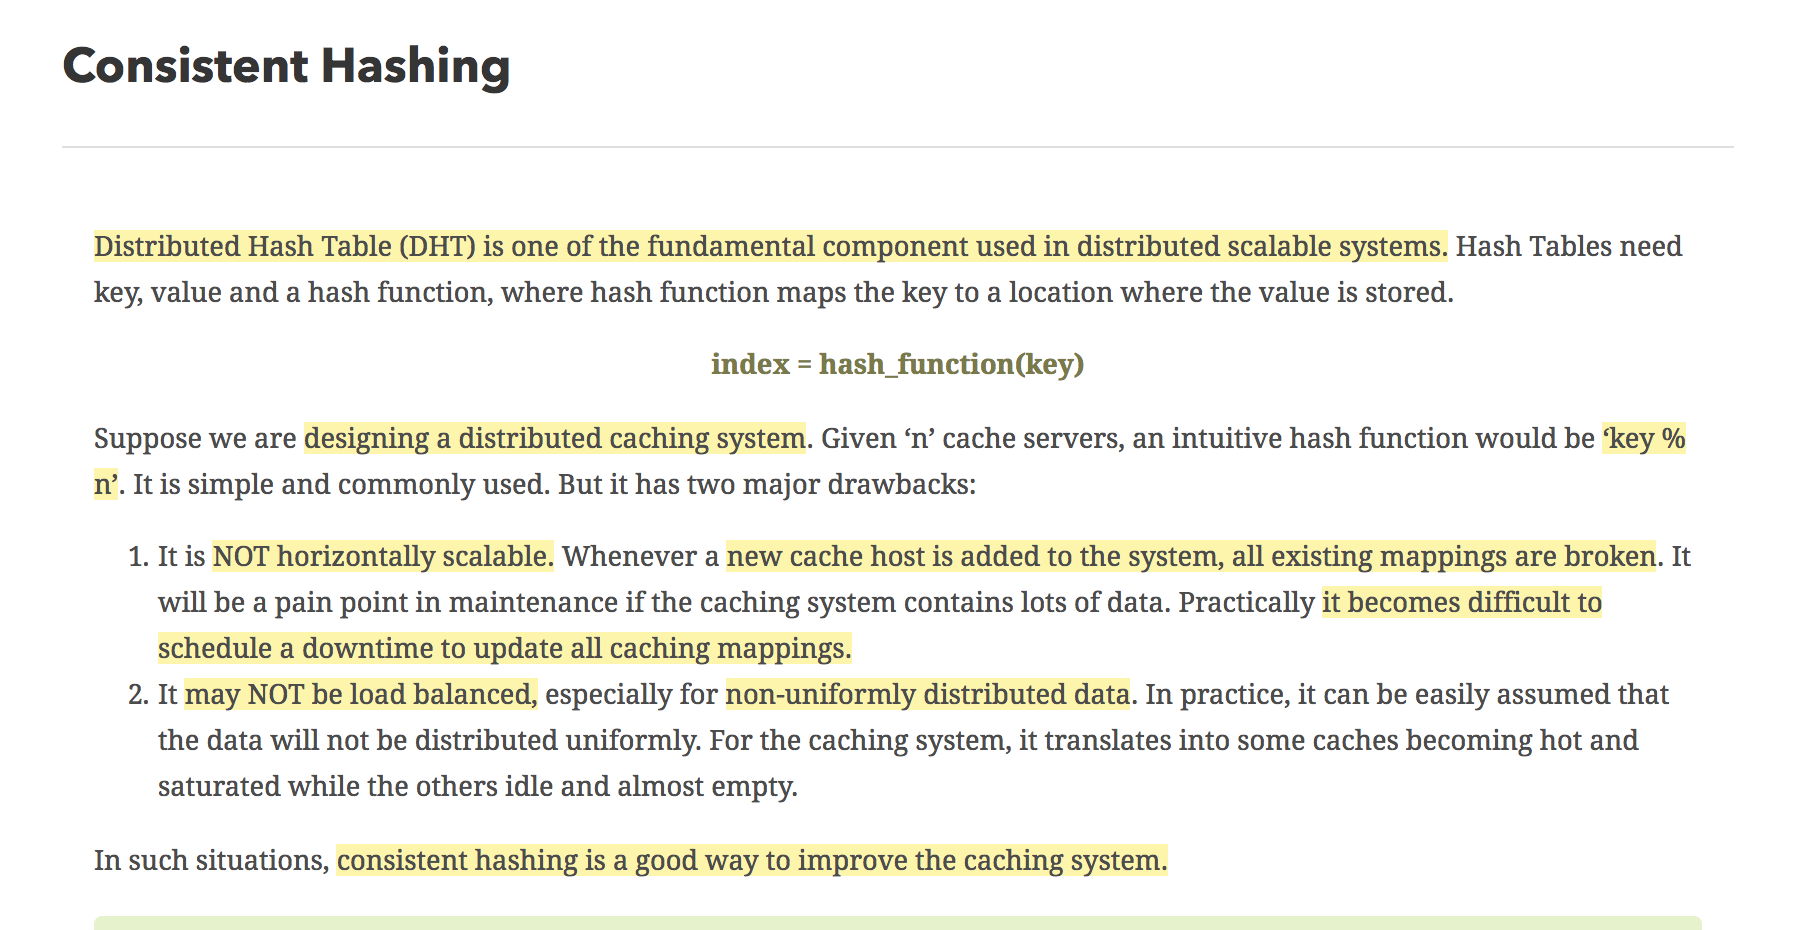 Consistent Hashing
Distributed Hash Table (DHT) is one of the fundamental component used in distributed scalable systems. Hash Tables need
key, value and a hash function, where hash function maps the key to a location where the value is stored.
index = hash_function(key)
Suppose we are designing a distributed caching system. Given ‘n’ cache servers, an intuitive hash function would be ‘key %
n’. It is simple and commonly used. But it has two major drawbacks:
1. It is NOT horizontally scalable. Whenever a new cache host is added to the system, all existing mappings are broken. It
will be a pain point in maintenance if the caching system contains lots of data. Practically it becomes difficult to
schedule a downtime to update all caching mappings.
2. It may NOT be load balanced, especially for non-uniformly distributed data. In practice, it can be easily assumed that
the data will not be distributed uniformly. For the caching system, it translates into some caches becoming hot and
saturated while the others idle and almost empty.
In such situations, consistent hashing is a good way to improve the caching system.